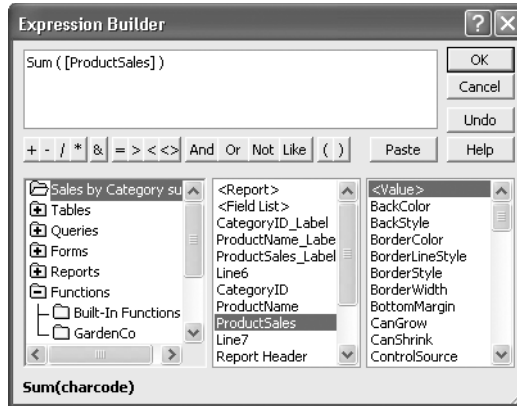 Expression Builder
Sum ( [ProductSales] )
OK
Cancel
Undo
+ - / * & = > < <> And Or Not Like ( ) Paste Help
Sales by Category su
Tables
Queries
Forms
Reports
Functions
Built-In Functions
GardenCo
<Report>
<Field List>
CategoryID_Label
ProductName_Labe
ProductSales_Label
Line6
CategoryID
ProductName
ProductSales
Line7
Report Header
<Value>
BackColor
BackStyle
BorderColor
BorderLineStyle
BorderStyle
BorderWidth
BottomMargin
CanGrow
CanShrink
ControlSource
Sum(charcode)